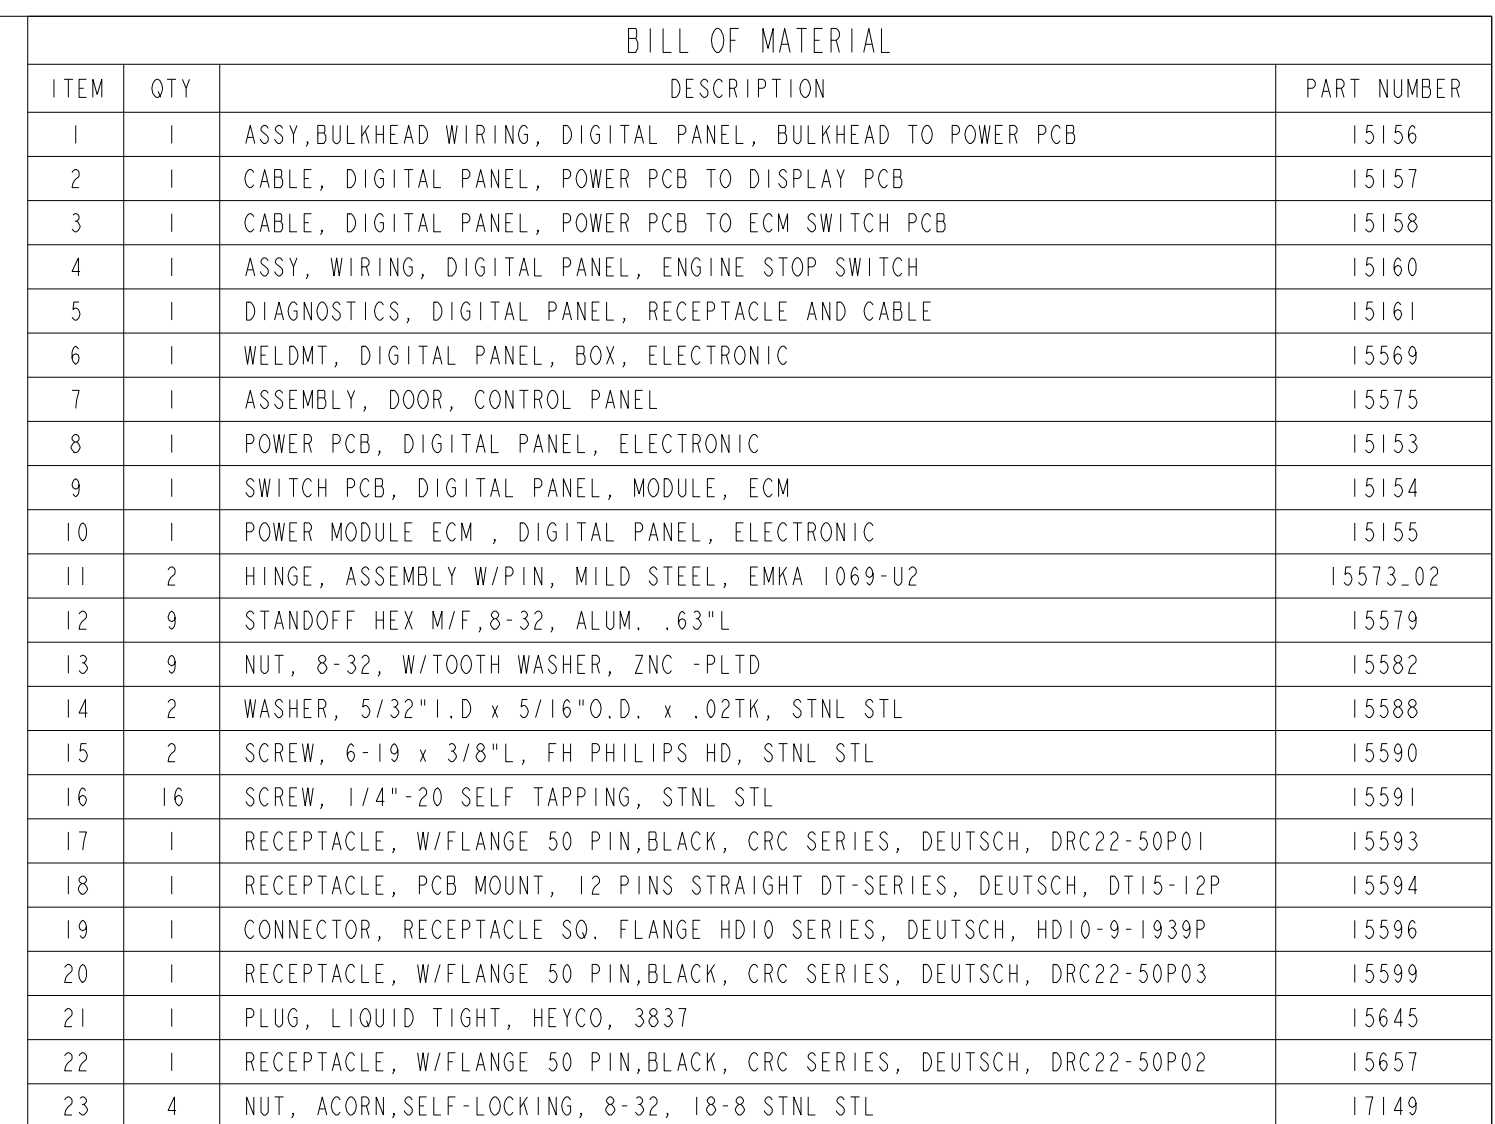 BILL OF MATERIAL
ITEM QTY DESCRIPTION PART NUMBER
1 1 ASSY,BULKHEAD WIRING, DIGITAL PANEL, BULKHEAD TO POWER PCB 15156
2 1 CABLE, DIGITAL PANEL, POWER PCB TO DISPLAY PCB 15157
3 1 CABLE, DIGITAL PANEL, POWER PCB TO ECM SWITCH PCB 15158
4 1 ASSY, WIRING, DIGITAL PANEL, ENGINE STOP SWITCH 15160
5 1 DIAGNOSTICS, DIGITAL PANEL, RECEPTACLE AND CABLE 15161
6 1 WELDMT, DIGITAL PANEL, BOX, ELECTRONIC 15569
7 1 ASSEMBLY, DOOR, CONTROL PANEL 15575
8 1 POWER PCB, DIGITAL PANEL, ELECTRONIC 15153
9 1 SWITCH PCB, DIGITAL PANEL, MODULE, ECM 15154
10 1 POWER MODULE ECM , DIGITAL PANEL, ELECTRONIC 15155
11 2 HINGE, ASSEMBLY W/PIN, MILD STEEL, EMKA 1069-U2 15573_02
12 9 STANDOFF HEX M/F,8-32, ALUM. .63"L 15579
13 9 NUT, 8-32, W/TOOTH WASHER, ZNC -PLTD 15582
14 2 WASHER, 5/32"I.D x 5/16"O.D. x .02TK, STNL STL 15588
15 2 SCREW, 6-19 x 3/8"L, FH PHILIPS HD, STNL STL 15590
16 16 SCREW, 1/4"-20 SELF TAPPING, STNL STL 15591
17 1 RECEPTACLE, W/FLANGE 50 PIN,BLACK, CRC SERIES, DEUTSCH, DRC22-50P01 15593
18 1 RECEPTACLE, PCB MOUNT, 12 PINS STRAIGHT DT-SERIES, DEUTSCH, DT15-12P 15594
19 1 CONNECTOR, RECEPTACLE SQ. FLANGE HD10 SERIES, DEUTSCH, HD10-9-1939P 15596
20 1 RECEPTACLE, W/FLANGE 50 PIN,BLACK, CRC SERIES, DEUTSCH, DRC22-50P03 15599
21 1 PLUG, LIQUID TIGHT, HEYCO, 3837 15645
22 1 RECEPTACLE, W/FLANGE 50 PIN,BLACK, CRC SERIES, DEUTSCH, DRC22-50P02 15657
23 4 NUT, ACORN,SELF-LOCKING, 8-32, 18-8 STNL STL 17149